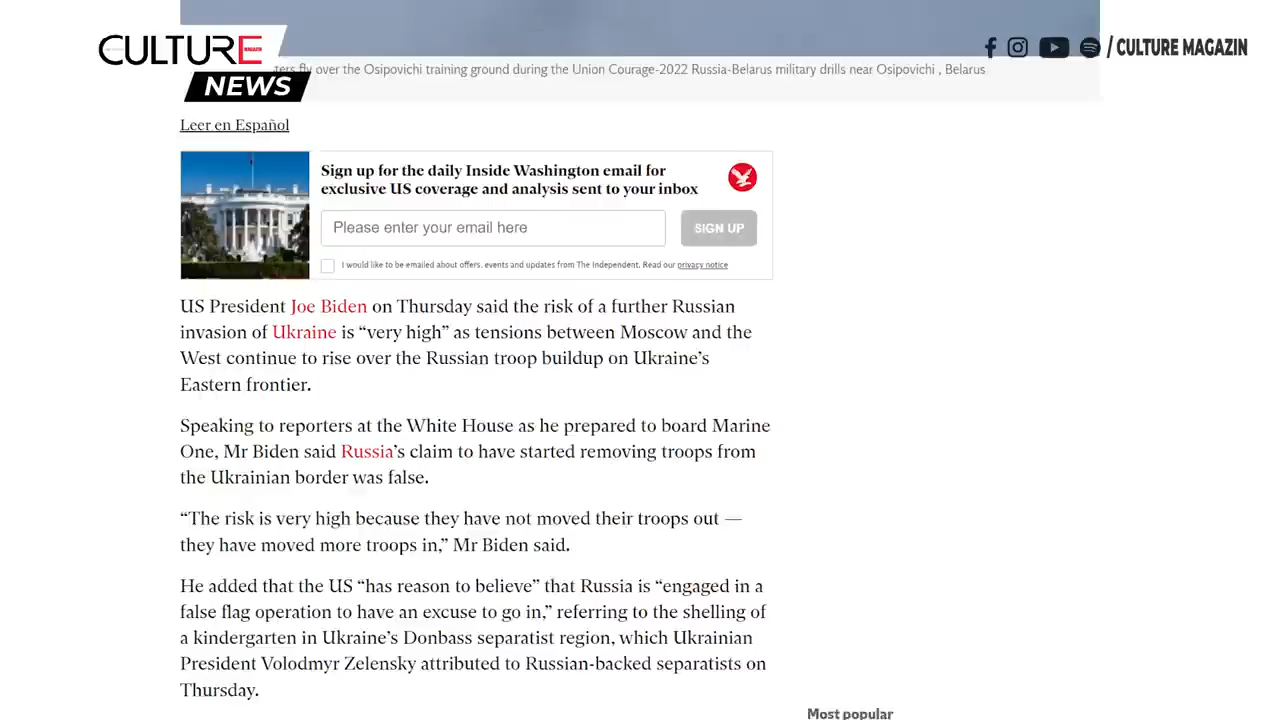 CULTURE
MAGAZIN
/ CULTURE MAGAZIN
NEWS
ters fly over the Osipovichi training ground during the Union Courage-2022 Russia-Belarus military drills near Osipovichi , Belarus
Leer en Español
Sign up for the daily Inside Washington email for
exclusive US coverage and analysis sent to your inbox
Please enter your email here
SIGN UP
I would like to be emailed about offers, events and updates from The Independent. Read our privacy notice
US President Joe Biden on Thursday said the risk of a further Russian
invasion of Ukraine is “very high” as tensions between Moscow and the
West continue to rise over the Russian troop buildup on Ukraine’s
Eastern frontier.
Speaking to reporters at the White House as he prepared to board Marine
One, Mr Biden said Russia’s claim to have started removing troops from
the Ukrainian border was false.
“The risk is very high because they have not moved their troops out —
they have moved more troops in,” Mr Biden said.
He added that the US “has reason to believe” that Russia is “engaged in a
false flag operation to have an excuse to go in,” referring to the shelling of
a kindergarten in Ukraine’s Donbass separatist region, which Ukrainian
President Volodmyr Zelensky attributed to Russian-backed separatists on
Thursday.
Most popular